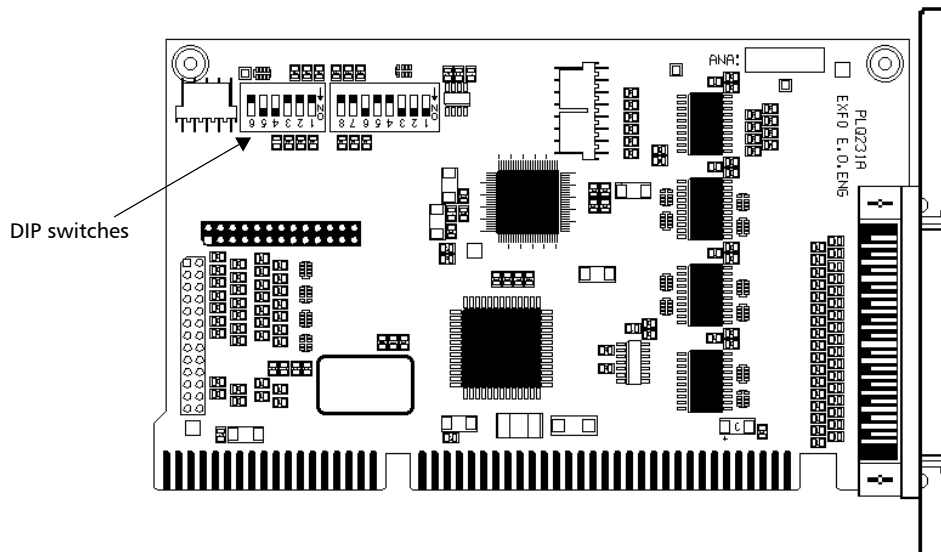 ANA:
PLQ231A
EXFO E.O.ENG
DIP switches
6 5 4 3 2 1 ON
8 7 6 5 4 3 2 1 ON